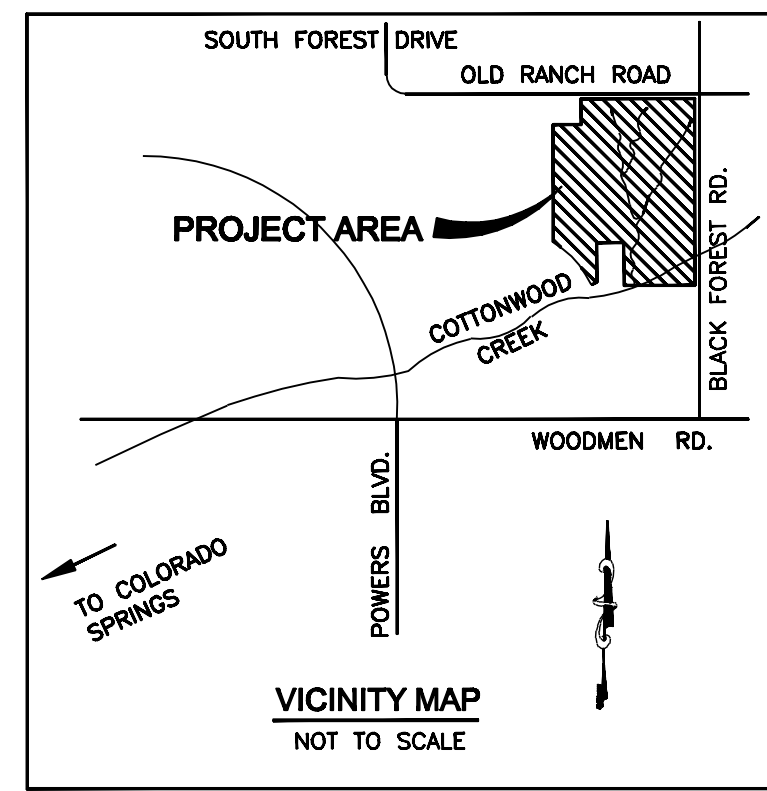 SOUTH FOREST DRIVE
OLD RANCH ROAD
PROJECT AREA
BLACK FOREST RD.
COTTONWOOD
CREEK
WOODMEN RD.
POWERS BLVD.
TO COLORADO
SPRINGS
VICINITY MAP
NOT TO SCALE